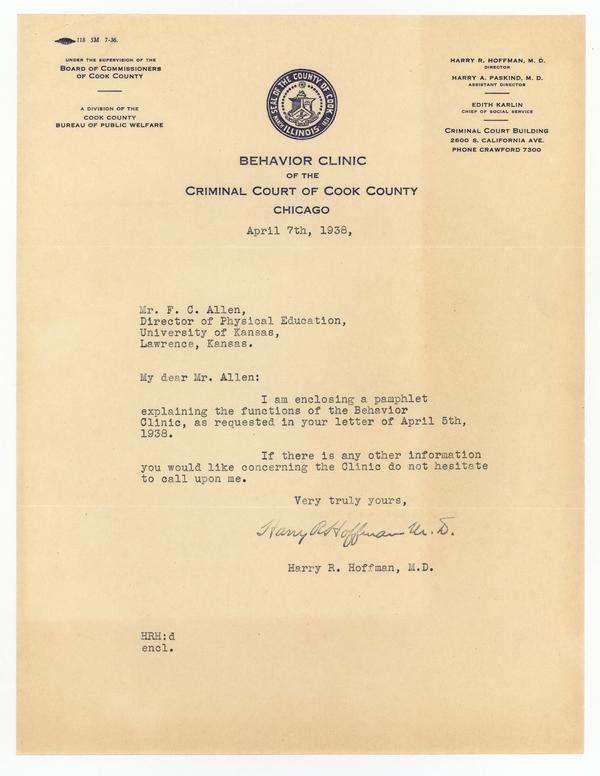 118 5M 7-36.
UNDER THE SUPERVISION OF THE
BOARD OF COMMISSIONERS
OF COOK COUNTY
A DIVISION OF THE
COOK COUNTY
BUREAU OF PUBLIC WELFARE
SEAL OF THE COUNTY OF COOK
ILLINOIS
HARRY R. HOFFMAN, M. D.
DIRECTOR
HARRY A. PASKIND, M. D.
ASSISTANT DIRECTOR
EDITH KARLIN
CHIEF OF SOCIAL SERVICE
CRIMINAL COURT BUILDING
2600 S. CALIFORNIA AVE.
PHONE CRAWFORD 7300
BEHAVIOR CLINIC
OF THE
CRIMINAL COURT OF COOK COUNTY
CHICAGO
April 7th, 1938,
Mr. F. C. Allen,
Director of Physical Education,
University of Kansas,
Lawrence, Kansas.
My dear Mr. Allen:
I am enclosing a pamphlet
explaining the functions of the Behavior
Clinic, as requested in your letter of April 5th,
1938.
If there is any other information
you would like concerning the Clinic do not hesitate
to call upon me.
Very truly yours,
Harry R Hoffman M. D.
Harry R. Hoffman, M.D.
HRH:d
encl.